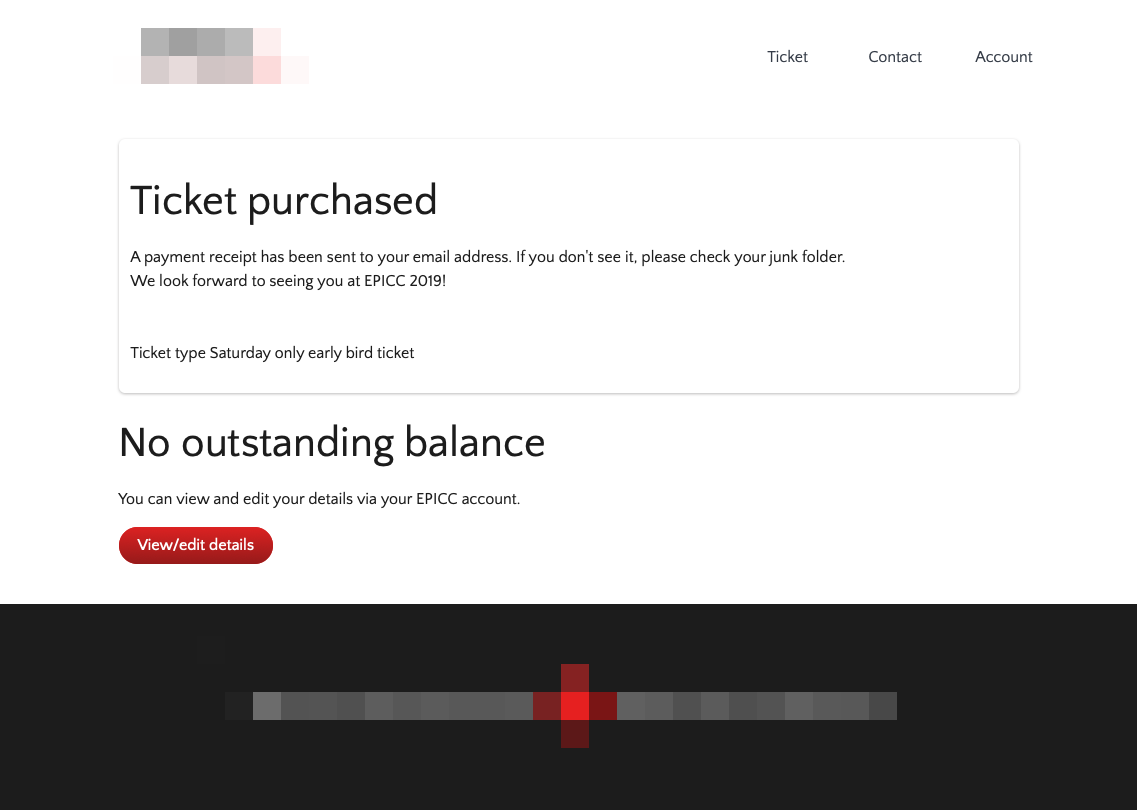 Ticket
Contact
Account
Ticket purchased
A payment receipt has been sent to your email address. If you don't see it, please check your junk folder.
We look forward to seeing you at EPICC 2019!
Ticket type Saturday only early bird ticket
No outstanding balance
You can view and edit your details via your EPICC account.
View/edit details